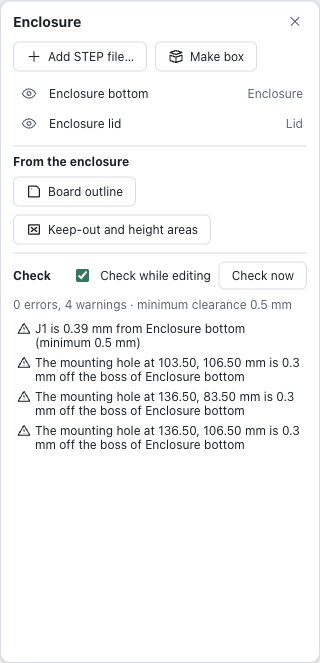 Enclosure
Add STEP file...
Make box
Enclosure bottom Enclosure
Enclosure lid Lid
From the enclosure
Board outline
Keep-out and height areas
Check Check while editing Check now
0 errors, 4 warnings · minimum clearance 0.5 mm
J1 is 0.39 mm from Enclosure bottom
(minimum 0.5 mm)
The mounting hole at 103.50, 106.50 mm is 0.3
mm off the boss of Enclosure bottom
The mounting hole at 136.50, 83.50 mm is 0.3
mm off the boss of Enclosure bottom
The mounting hole at 136.50, 106.50 mm is 0.3
mm off the boss of Enclosure bottom